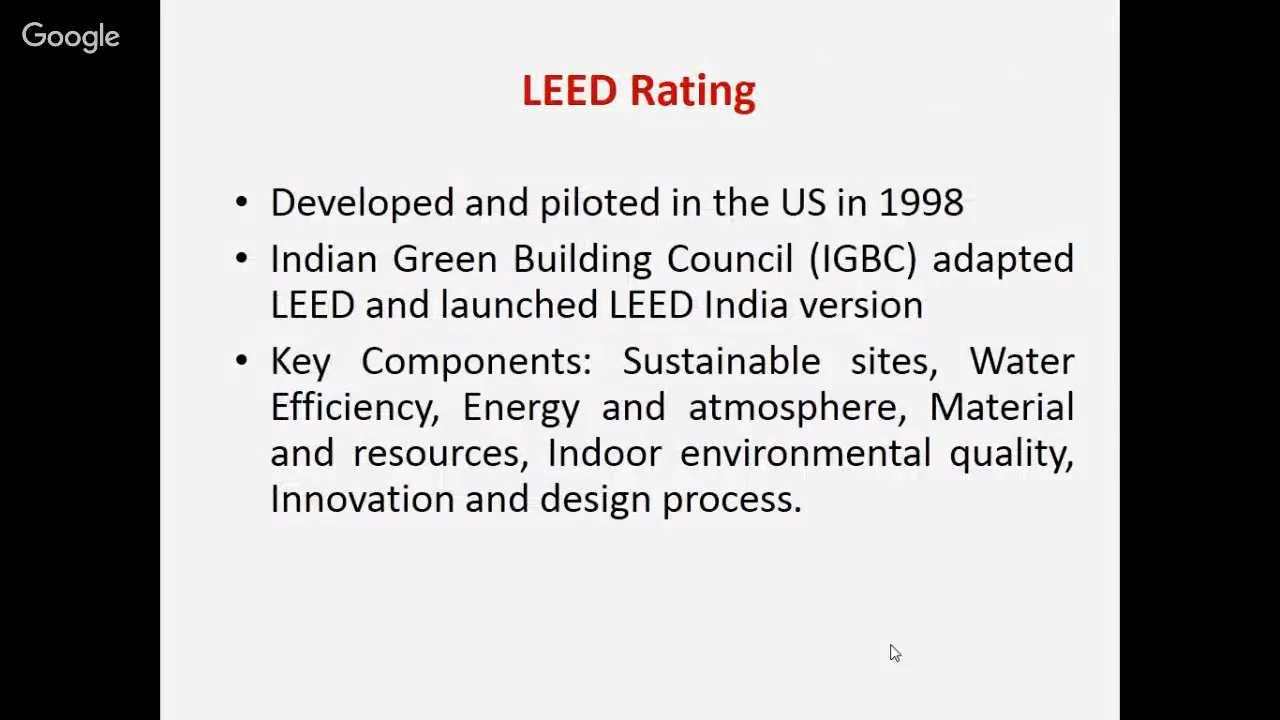 Google
LEED Rating
• Developed and piloted in the US in 1998
• Indian Green Building Council (IGBC) adapted
LEED and launched LEED India version
• Key Components: Sustainable sites, Water
Efficiency, Energy and atmosphere, Material
and resources, Indoor environmental quality,
Innovation and design process.